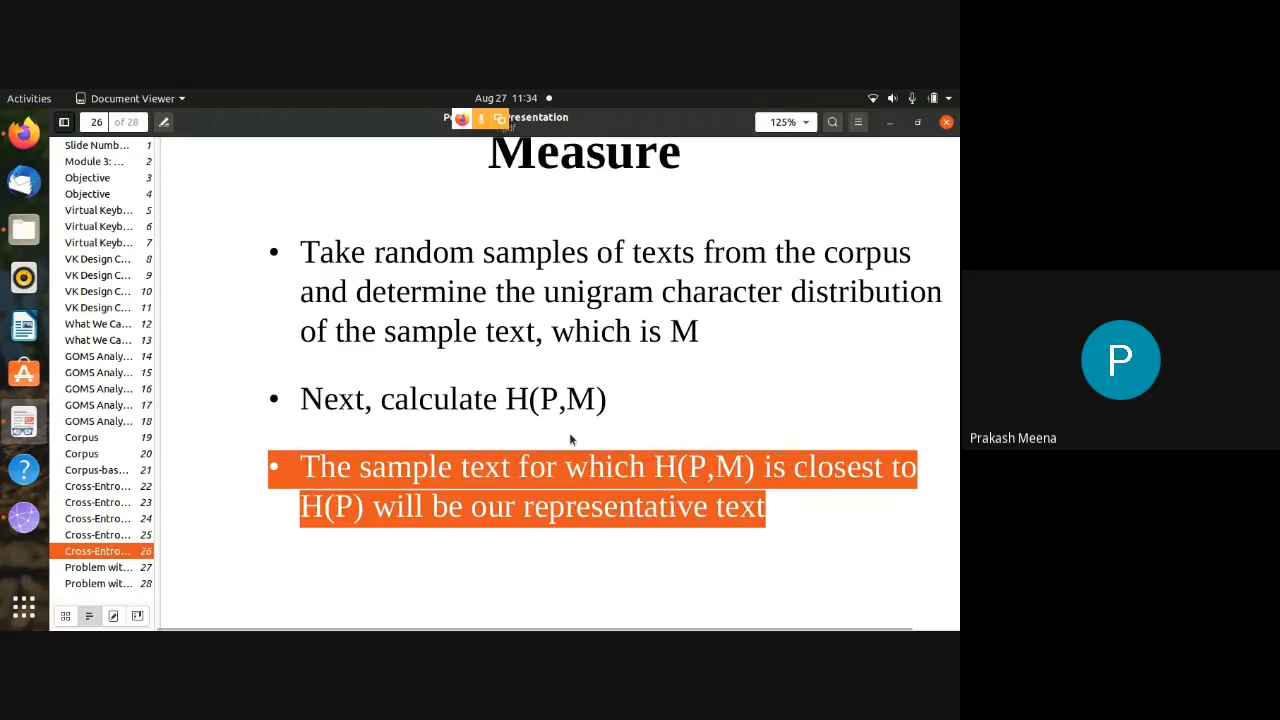 Activities
Document Viewer
Aug 27 11:34
26
of 28
P
Presentation
.pdf
125%
Slide Numb... 1
Module 3: ... 2
Objective 3
Objective 4
Virtual Keyb... 5
Virtual Keyb... 6
Virtual Keyb... 7
VK Design C... 8
VK Design C... 9
VK Design C... 10
VK Design C... 11
What We Ca... 12
What We Ca... 13
GOMS Analy... 14
GOMS Analy... 15
GOMS Analy... 16
GOMS Analy... 17
GOMS Analy... 18
Corpus 19
Corpus 20
Corpus-bas... 21
Cross-Entro... 22
Cross-Entro... 23
Cross-Entro... 24
Cross-Entro... 25
Cross-Entro... 26
Problem wit... 27
Problem wit... 28
Measure
• Take random samples of texts from the corpus
and determine the unigram character distribution
of the sample text, which is M
• Next, calculate H(P,M)
• The sample text for which H(P,M) is closest to
H(P) will be our representative text
P
Prakash Meena